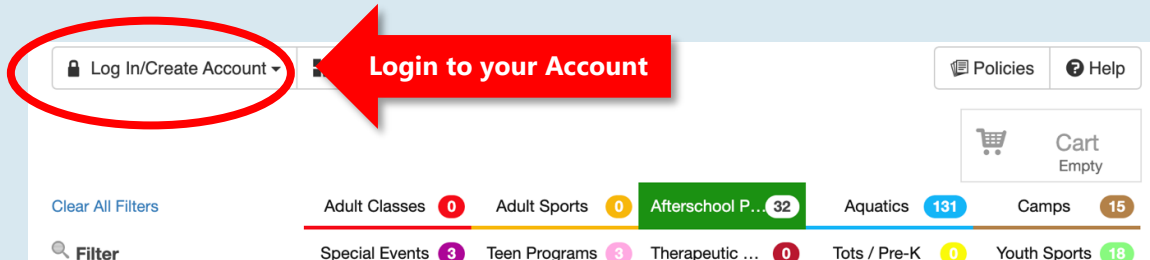 Log In/Create Account
Login to your Account
Policies
Help
Cart
Empty
Clear All Filters
Adult Classes 0
Adult Sports 0
Afterschool P... 32
Aquatics 131
Camps 15
Filter
Special Events 3
Teen Programs 3
Therapeutic ... 0
Tots / Pre-K 0
Youth Sports 18